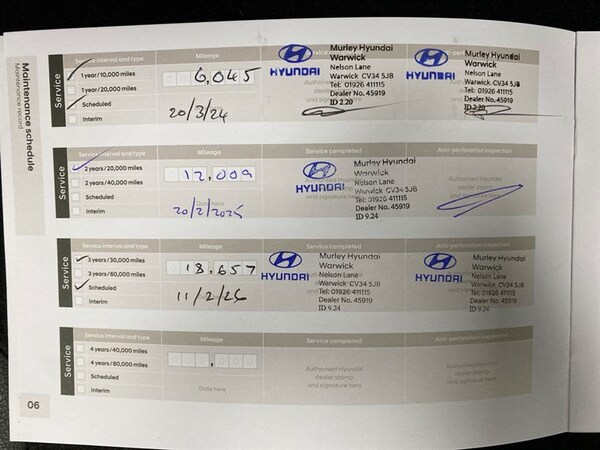 Maintenance schedule
Maintenance record
Service
Service interval and type
1 year/10,000 miles
1 year/20,000 miles
Scheduled
Interim
Mileage
6,045
20/3/24
HYUNDAI
Murley Hyundai
Warwick
Nelson Lane
Warwick CV34 5JB
Tel: 01926 411115
Dealer No. 45919
ID 2.20
HYUNDAI
Murley Hyundai
Warwick
Nelson Lane
Warwick CV34 5JB
Tel: 01926 411115
Dealer No. 45919
ID 2.20
Service
Service interval and type
2 years/20,000 miles
2 years/40,000 miles
Scheduled
Interim
Mileage
12,009
Date here
20/2/2025
Service completed
HYUNDAI
Murley Hyundai
Warwick
Nelson Lane
Warwick CV34 5JB
Tel: 01926 411115
Dealer No. 45919
ID 9.24
Anti-perforation inspection
Authorised Hyundai
dealer stamp
and signature here
Service
Service interval and type
3 years/30,000 miles
3 years/60,000 miles
Scheduled
Interim
Mileage
18,657
11/2/26
Service completed
HYUNDAI
Murley Hyundai
Warwick
Nelson Lane
Warwick CV34 5JB
Tel: 01926 411115
Dealer No. 45919
ID 9.24
Anti-perforation inspection
HYUNDAI
Murley Hyundai
Warwick
Nelson Lane
Warwick CV34 5JB
Tel: 01926 411115
Dealer No. 45919
ID 9.24
Service
Service interval and type
4 years/40,000 miles
4 years/80,000 miles
Scheduled
Interim
Mileage
Date here
Service completed
Authorised Hyundai
dealer stamp
and signature here
Anti-perforation inspection
Authorised Hyundai
dealer stamp
and signature here
06